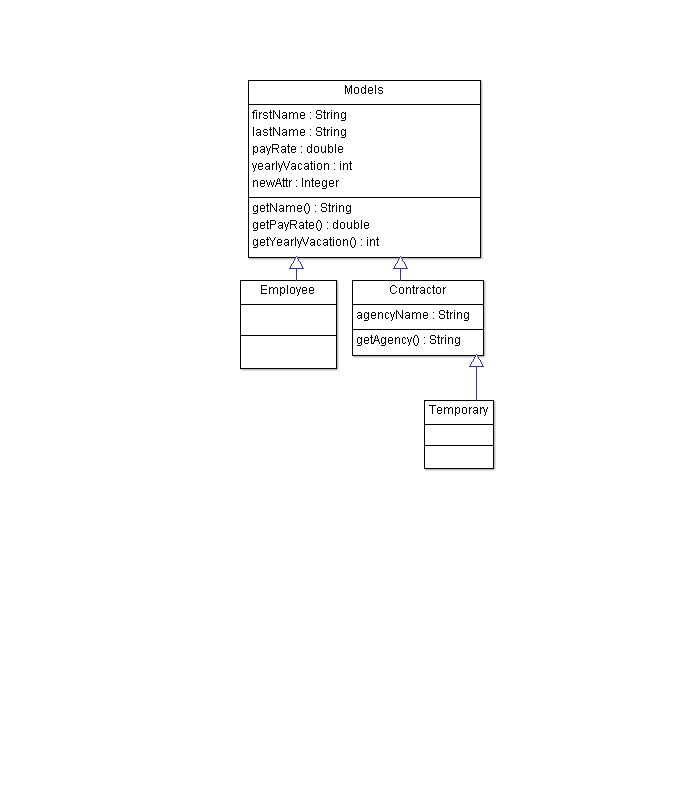 Models
firstName : String
lastName : String
payRate : double
yearlyVacation : int
newAttr : Integer
getName() : String
getPayRate() : double
getYearlyVacation() : int
Employee
Contractor
agencyName : String
getAgency() : String
Temporary